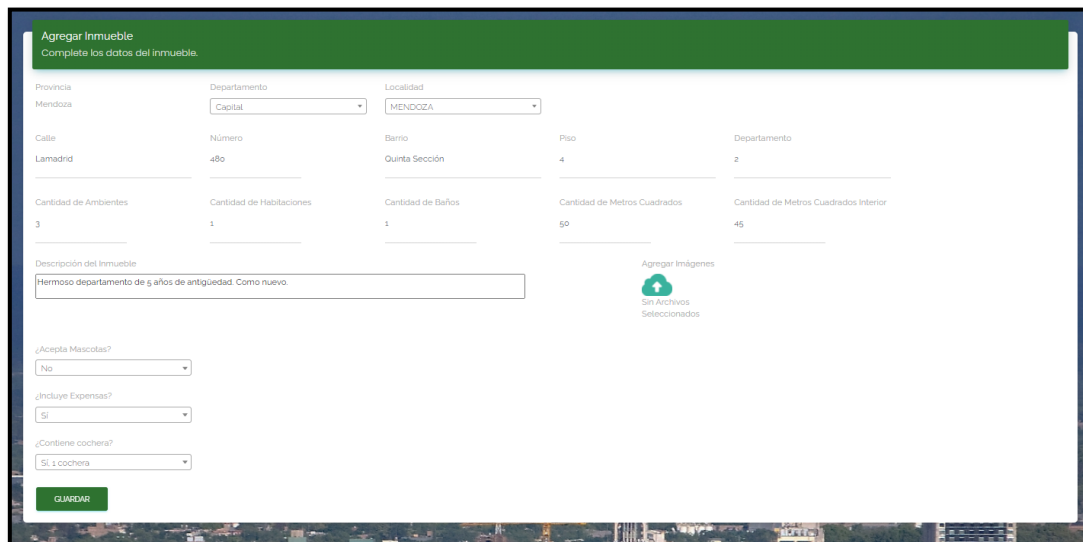 Agregar Inmueble
Complete los datos del inmueble.
Provincia Departamento Localidad
Mendoza Capital MENDOZA
Calle Número Barrio Piso Departamento
Lamadrid 480 Quinta Sección 4 2
Cantidad de Ambientes Cantidad de Habitaciones Cantidad de Baños Cantidad de Metros Cuadrados Cantidad de Metros Cuadrados Interior
3 1 1 50 45
Descripción del Inmueble Agregar Imágenes
Hermoso departamento de 5 años de antigüedad. Como nuevo.
Sin Archivos
Seleccionados
¿Acepta Mascotas?
No
¿Incluye Expensas?
Sí
¿Contiene cochera?
Sí, 1 cochera
GUARDAR